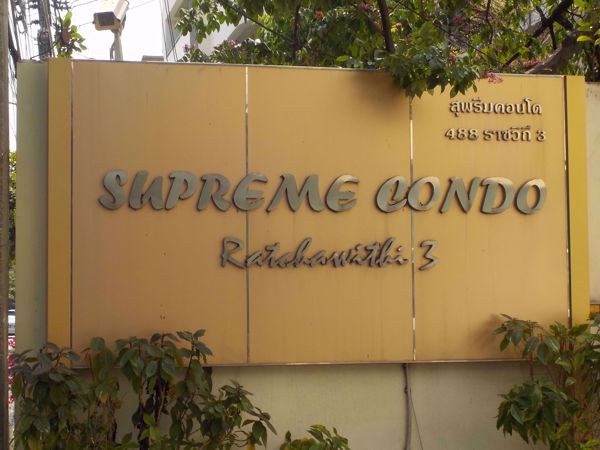 สุพรีมคอนโด
488 ราชวิถี 3
SUPREME CONDO
Ratchawithi 3